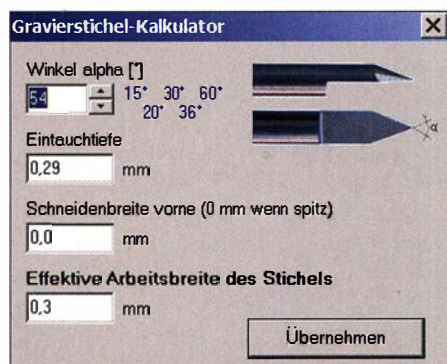 Gravierstichel-Kalkulator
Winkel alpha [°]
54
15° 30° 60°
20° 36°
Eintauchtiefe
0,29 mm
Schneidenbreite vorne (0 mm wenn spitz)
0,0 mm
Effektive Arbeitsbreite des Stichels
0,3 mm
Übernehmen
α